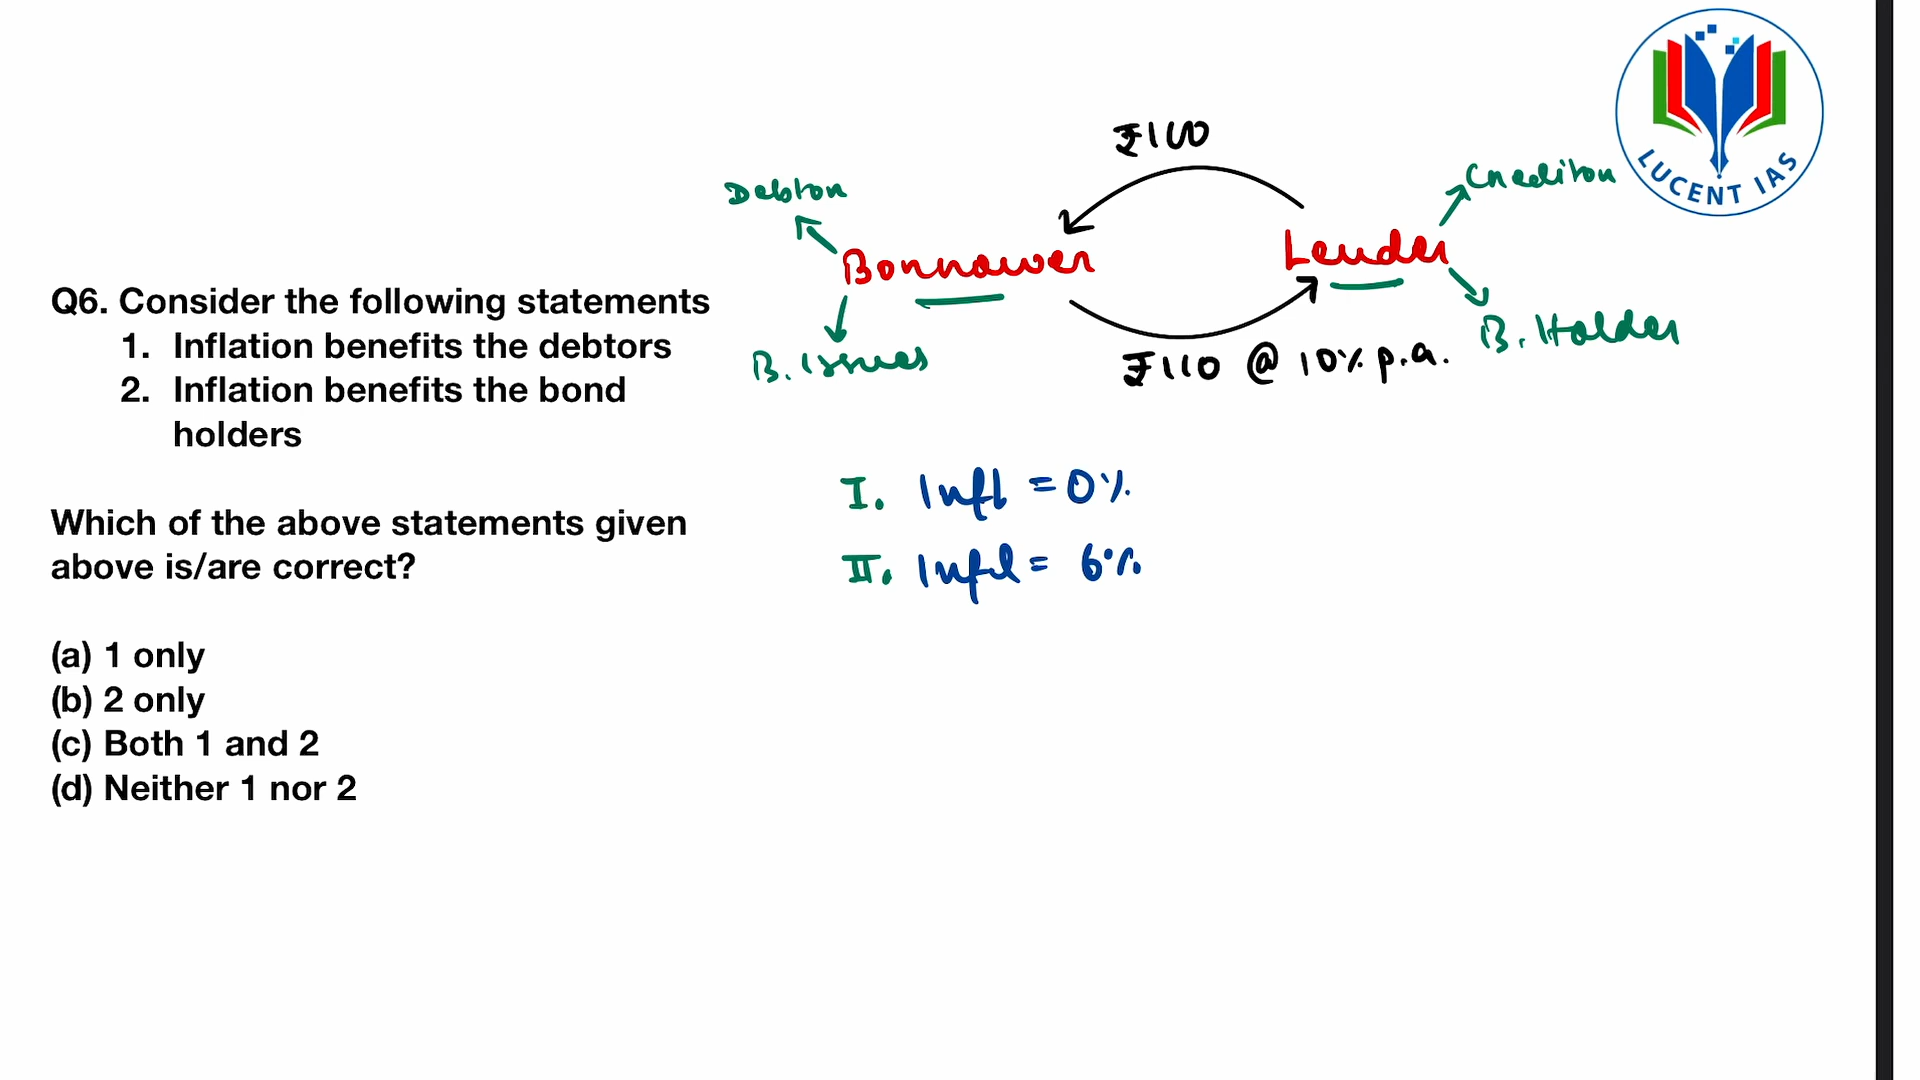 LUCENT IAS
₹100
Debtor
Creditor
Borrower
Lender
Q6. Consider the following statements
1. Inflation benefits the debtors
2. Inflation benefits the bond
holders
B. Issues
₹110 @ 10% p.a.
B. Holder
I. Infl = 0%
II. Infl = 6%
Which of the above statements given
above is/are correct?
(a) 1 only
(b) 2 only
(c) Both 1 and 2
(d) Neither 1 nor 2